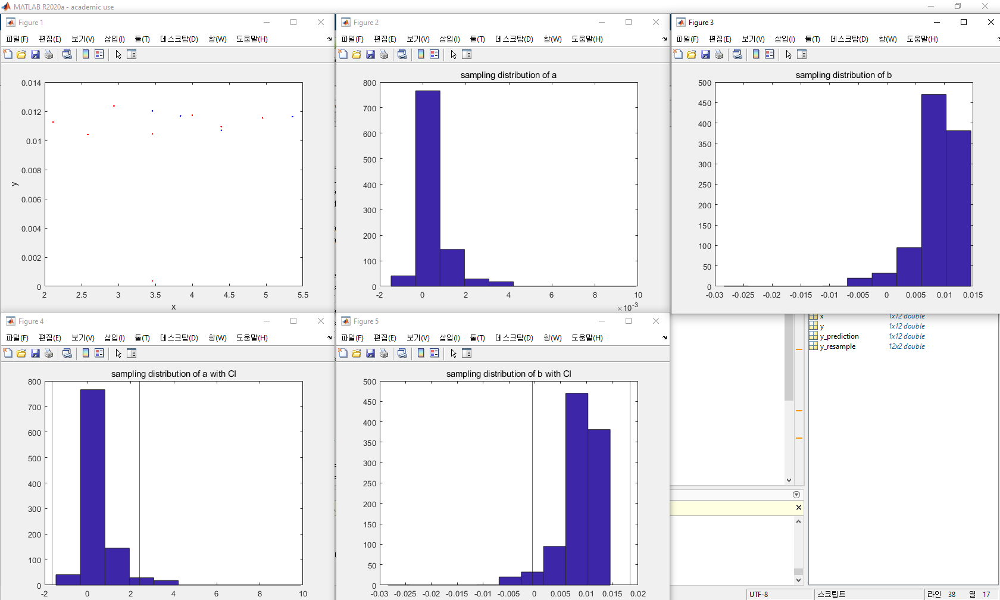 MATLAB R2020a - academic use
Figure 1
파일(F) 편집(E) 보기(V) 삽입(I) 툴(T) 데스크탑(D) 창(W) 도움말(H)
0.014
0.012
0.01
0.008
0.006
0.004
0.002
0
y
2 2.5 3 3.5 4 4.5 5 5.5
x
Figure 2
파일(F) 편집(E) 보기(V) 삽입(I) 툴(T) 데스크탑(D) 창(W) 도움말(H)
sampling distribution of a
800
700
600
500
400
300
200
100
0
-2 0 2 4 6 8 10
×10-3
Figure 3
파일(F) 편집(E) 보기(V) 삽입(I) 툴(T) 데스크탑(D) 창(W) 도움말(H)
sampling distribution of b
500
450
400
350
300
250
200
150
100
50
0
-0.03 -0.025 -0.02 -0.015 -0.01 -0.005 0 0.005 0.01 0.015
Figure 4
파일(F) 편집(E) 보기(V) 삽입(I) 툴(T) 데스크탑(D) 창(W) 도움말(H)
sampling distribution of a with CI
800
700
600
500
400
300
200
100
0
-2 0 2 4 6 8 10
Figure 5
파일(F) 편집(E) 보기(V) 삽입(I) 툴(T) 데스크탑(D) 창(W) 도움말(H)
sampling distribution of b with CI
500
450
400
350
300
250
200
150
100
50
0
-0.03 -0.025 -0.02 -0.015 -0.01 -0.005 0 0.005 0.01 0.015 0.02
x 1x12 double
y 1x12 double
y_prediction 1x12 double
y_resample 12x2 double
UTF-8 스크립트 라인 38 열 17